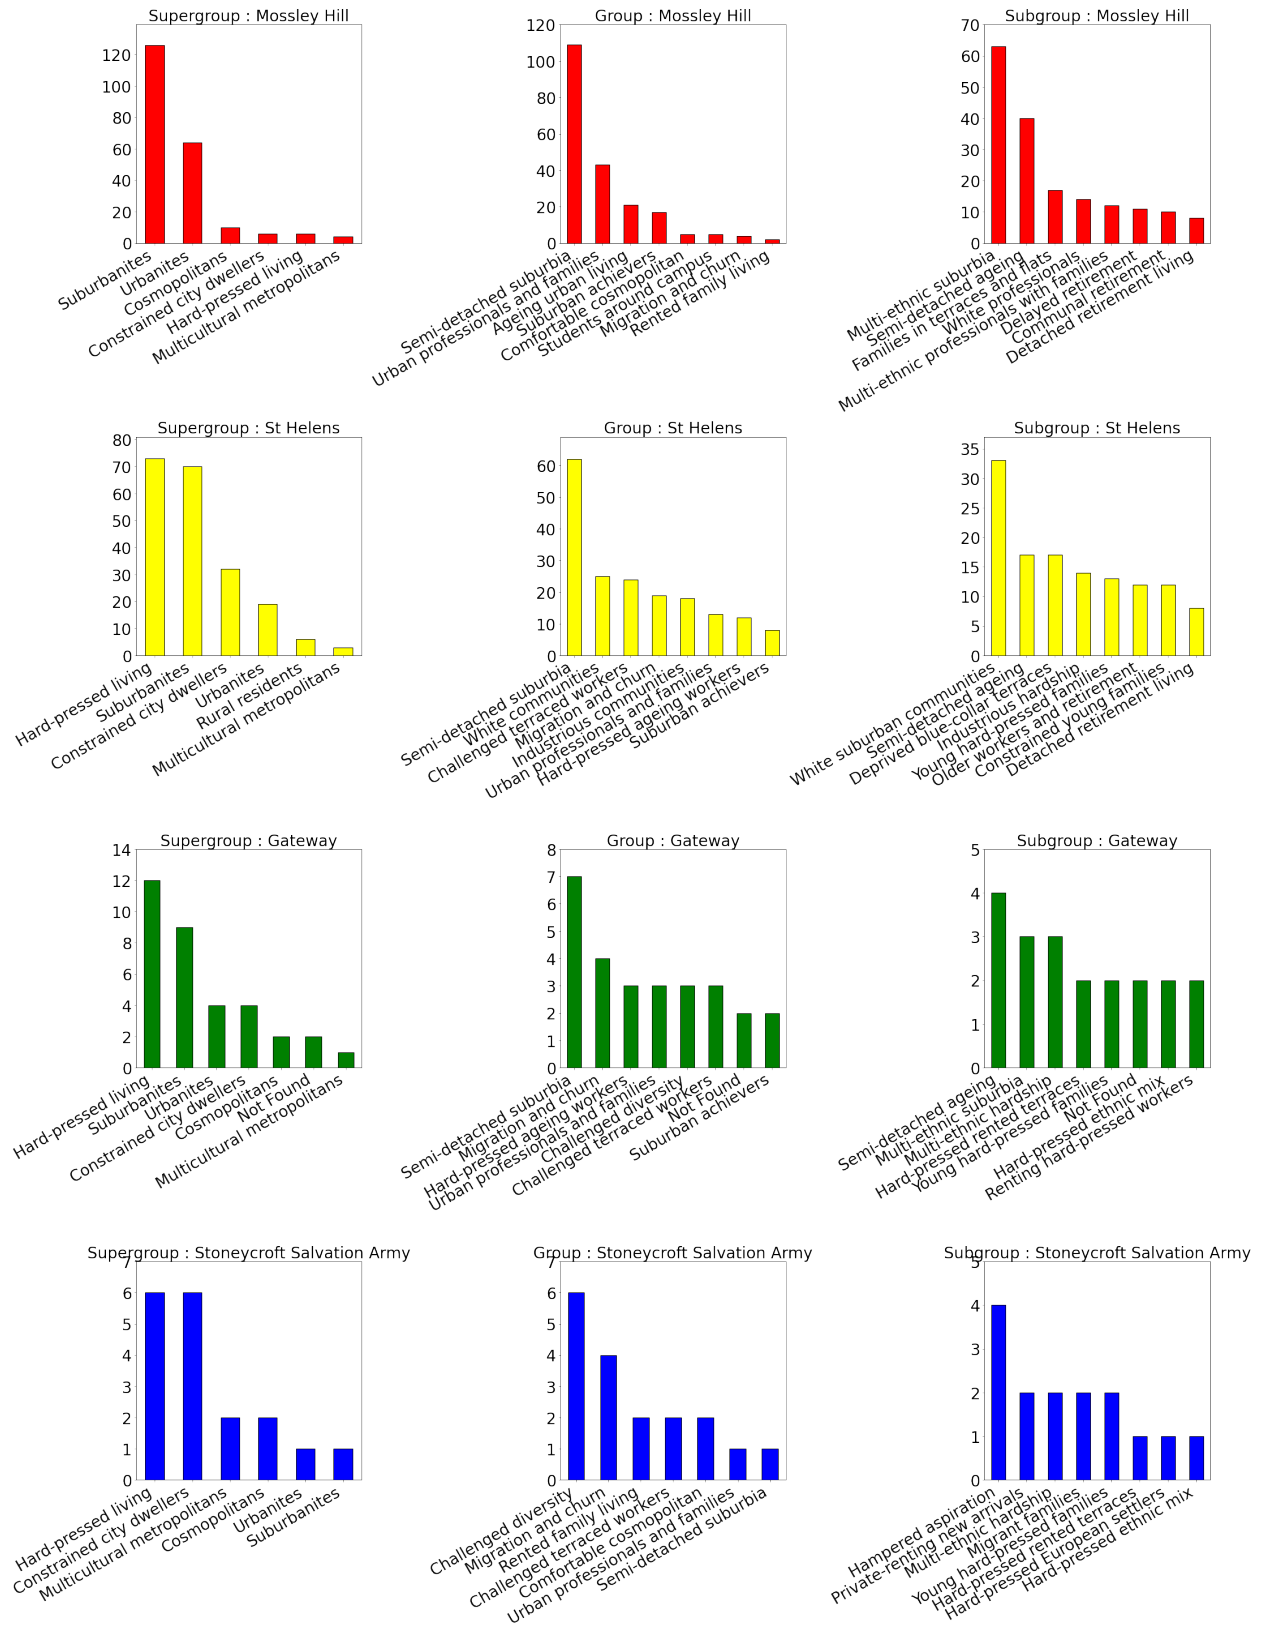 Supergroup : Mossley Hill
120
100
80
60
40
20
0
Suburbanites
Urbanites
Cosmopolitans
Constrained city dwellers
Hard-pressed living
Multicultural metropolitans
Group : Mossley Hill
120
100
80
60
40
20
0
Semi-detached suburbia
Urban professionals and families
Ageing urban living
Suburban achievers
Comfortable cosmopolitan
Students around campus
Migration and churn
Rented family living
Subgroup : Mossley Hill
70
60
50
40
30
20
10
0
Multi-ethnic suburbia
Semi-detached ageing
Families in terraces and flats
White professionals
Multi-ethnic professionals with families
Delayed retirement
Communal retirement
Detached retirement living
Supergroup : St Helens
80
70
60
50
40
30
20
10
0
Hard-pressed living
Suburbanites
Constrained city dwellers
Urbanites
Rural residents
Multicultural metropolitans
Group : St Helens
60
50
40
30
20
10
0
Semi-detached suburbia
White communities
Challenged terraced workers
Migration and churn
Industrious communities
Urban professionals and families
Hard-pressed ageing workers
Suburban achievers
Subgroup : St Helens
35
30
25
20
15
10
5
0
White suburban communities
Semi-detached ageing
Deprived blue-collar terraces
Industrious hardship
Young hard-pressed families
Older workers and retirement
Constrained young families
Detached retirement living
Supergroup : Gateway
14
12
10
8
6
4
2
0
Hard-pressed living
Suburbanites
Urbanites
Constrained city dwellers
Cosmopolitans
Not Found
Multicultural metropolitans
Group : Gateway
8
7
6
5
4
3
2
1
0
Semi-detached suburbia
Migration and churn
Hard-pressed ageing workers
Urban professionals and families
Challenged diversity
Challenged terraced workers
Not Found
Suburban achievers
Subgroup : Gateway
5
4
3
2
1
0
Semi-detached ageing
Multi-ethnic suburbia
Multi-ethnic hardship
Hard-pressed rented terraces
Young hard-pressed families
Not Found
Hard-pressed ethnic mix
Renting hard-pressed workers
Supergroup : Stoneycroft Salvation Army
7
6
5
4
3
2
1
0
Hard-pressed living
Constrained city dwellers
Multicultural metropolitans
Cosmopolitans
Urbanites
Suburbanites
Group : Stoneycroft Salvation Army
7
6
5
4
3
2
1
0
Challenged diversity
Migration and churn
Rented family living
Challenged terraced workers
Comfortable cosmopolitan
Urban professionals and families
Semi-detached suburbia
Subgroup : Stoneycroft Salvation Army
5
4
3
2
1
0
Hampered aspiration
Private-renting new arrivals
Multi-ethnic hardship
Migrant families
Young hard-pressed families
Hard-pressed rented terraces
Hard-pressed European settlers
Hard-pressed ethnic mix